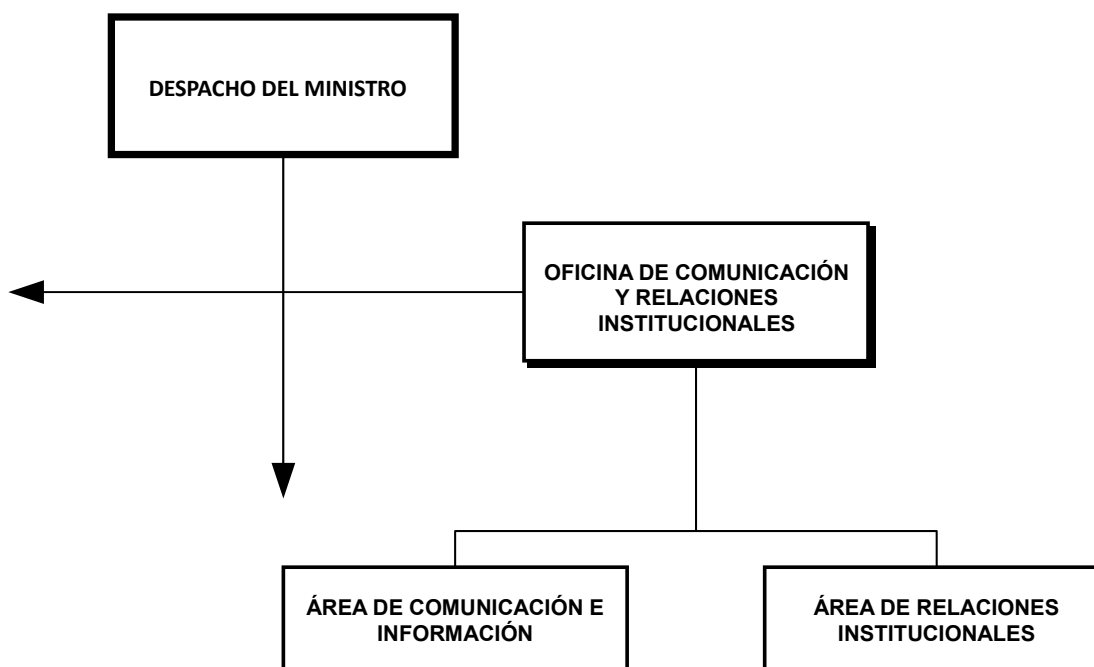 DESPACHO DEL MINISTRO
OFICINA DE COMUNICACIÓN
Y RELACIONES
INSTITUCIONALES
ÁREA DE COMUNICACIÓN E
INFORMACIÓN
ÁREA DE RELACIONES
INSTITUCIONALES